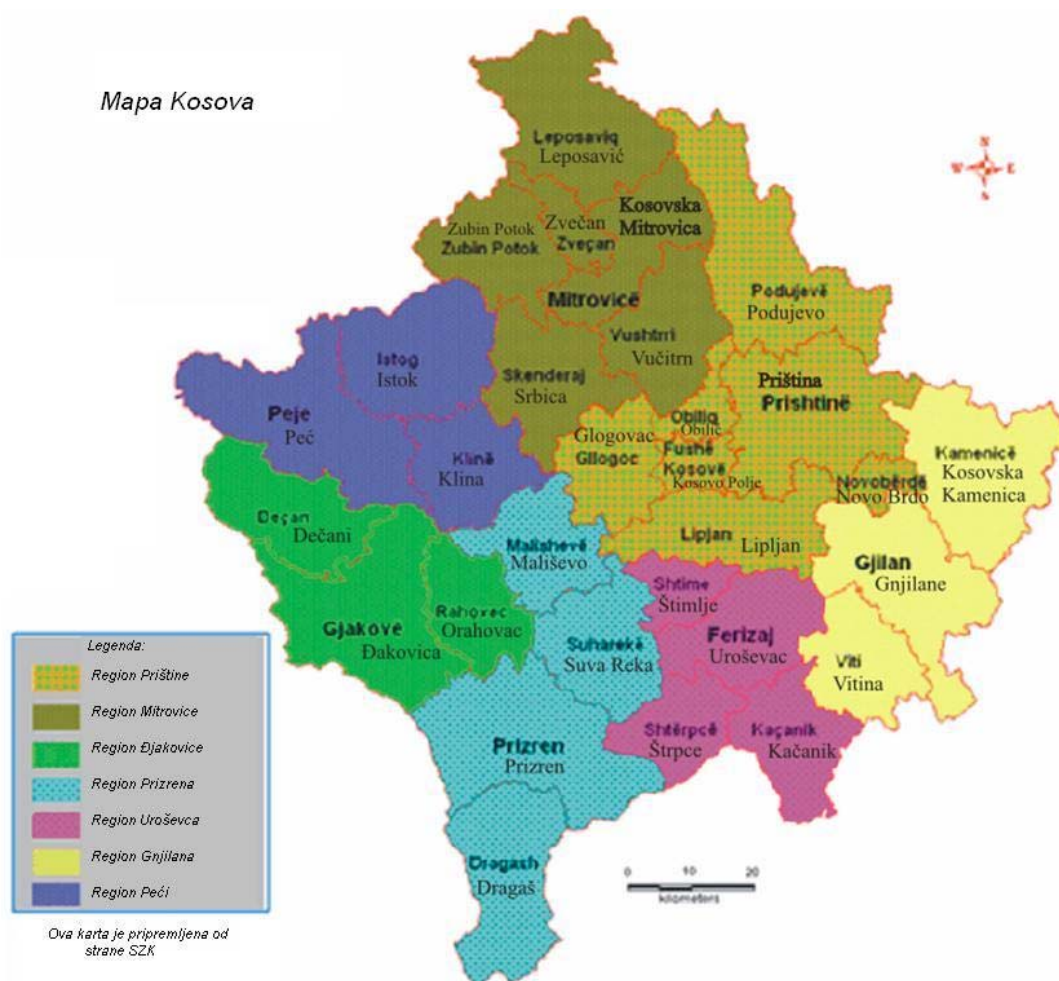 Mapa Kosova
N
W E
S
Leposaviq
Leposavić
Zubin Potok
Zubin Potok
Zvečan
Zveçan
Kosovska
Mitrovica
Mitrovicë
Podujevë
Podujevo
Vushtrri
Vučitrn
Istog
Istok
Skenderaj
Srbica
Priština
Prishtinë
Peje
Peć
Obiliq
Obilić
Glogovac
Gllogoc
Fushë
Kosovë
Kosovo Polje
Klinë
Klina
Kamenicë
Kosovska
Kamenica
Novobërdë
Novo Brdo
Deçan
Dečani
Malishevë
Mališevo
Lipjan
Lipljan
Gjilan
Gnjilane
Shtime
Štimlje
Rahovec
Orahovac
Gjakovë
Đakovica
Suharekë
Suva Reka
Ferizaj
Uroševac
Viti
Vitina
Prizren
Prizren
Shtërpcë
Štrpce
Kaçanik
Kačanik
Dragash
Dragaš
Legenda:
Region Prištine
Region Mitrovice
Region Đjakovice
Region Prizrena
Region Uroševca
Region Gnjilana
Region Peći
0 10 20
kilometers
Ova karta je pripremljena od
strane SZK